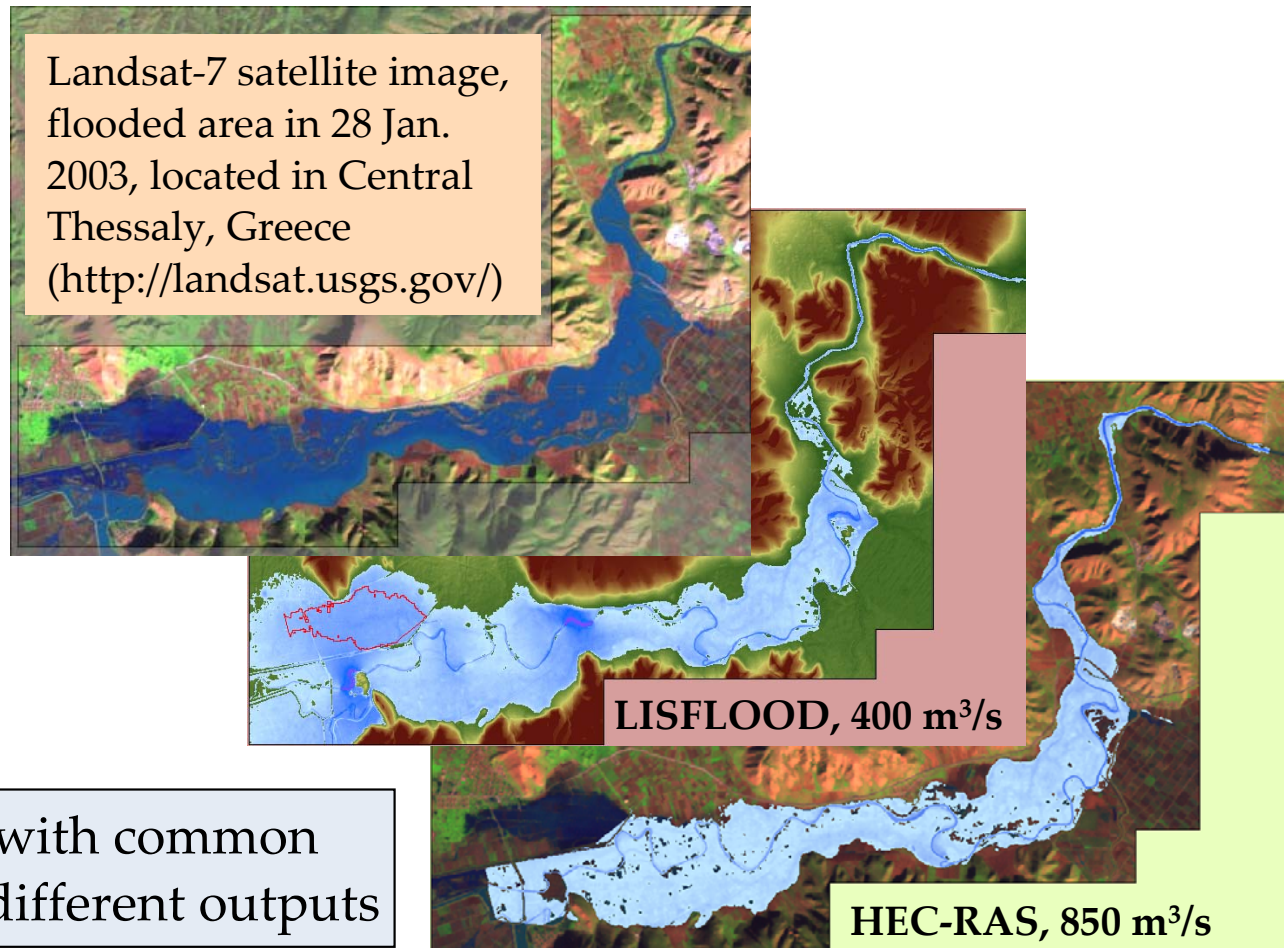 Landsat-7 satellite image,
flooded area in 28 Jan.
2003, located in Central
Thessaly, Greece
(http://landsat.usgs.gov/)
LISFLOOD, 400 m³/s
with common
different outputs
HEC-RAS, 850 m³/s